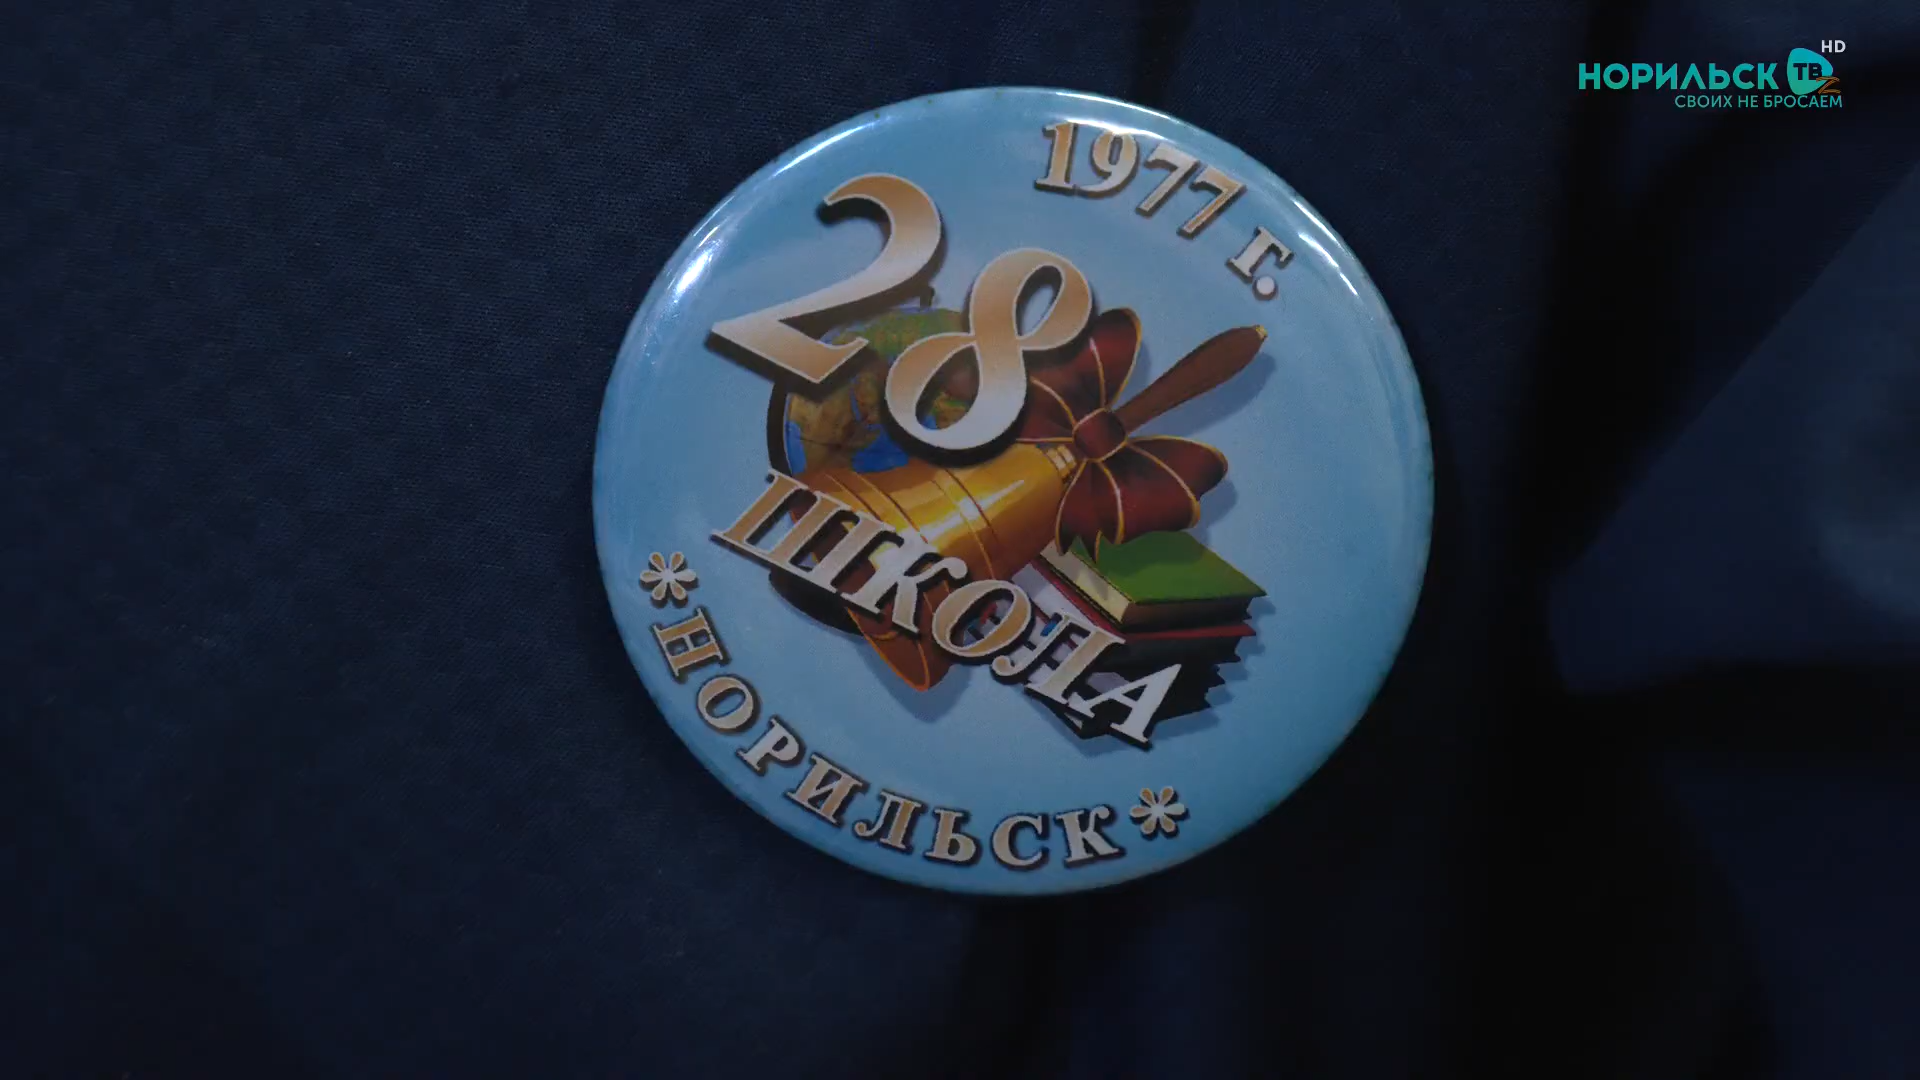 НОРИЛЬСК ТВ HD
СВОИХ НЕ БРОСАЕМ
1977 г.
28
ШКОЛА
*НОРИЛЬСК*